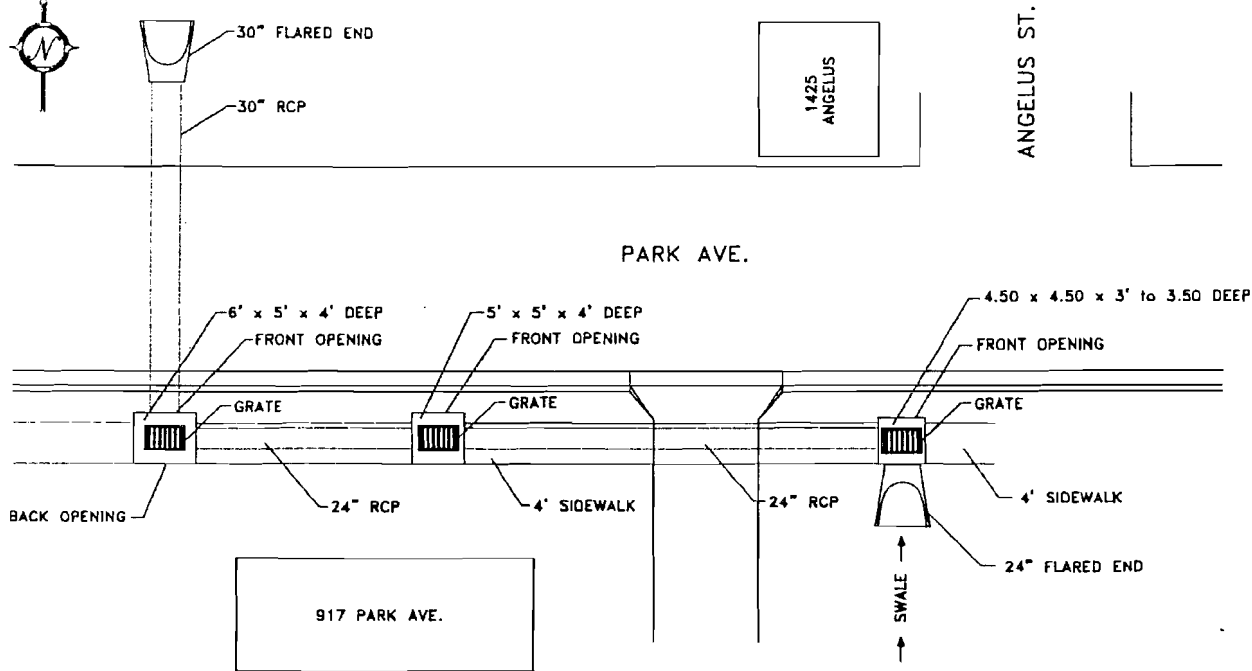 N
30" FLARED END
30" RCP
1425
ANGELUS
ANGELUS ST.
PARK AVE.
6' x 5' x 4' DEEP
FRONT OPENING
GRATE
5' x 5' x 4' DEEP
FRONT OPENING
GRATE
4.50 x 4.50 x 3' to 3.50 DEEP
FRONT OPENING
GRATE
BACK OPENING
24" RCP
4' SIDEWALK
24" RCP
4' SIDEWALK
24" FLARED END
SWALE
917 PARK AVE.